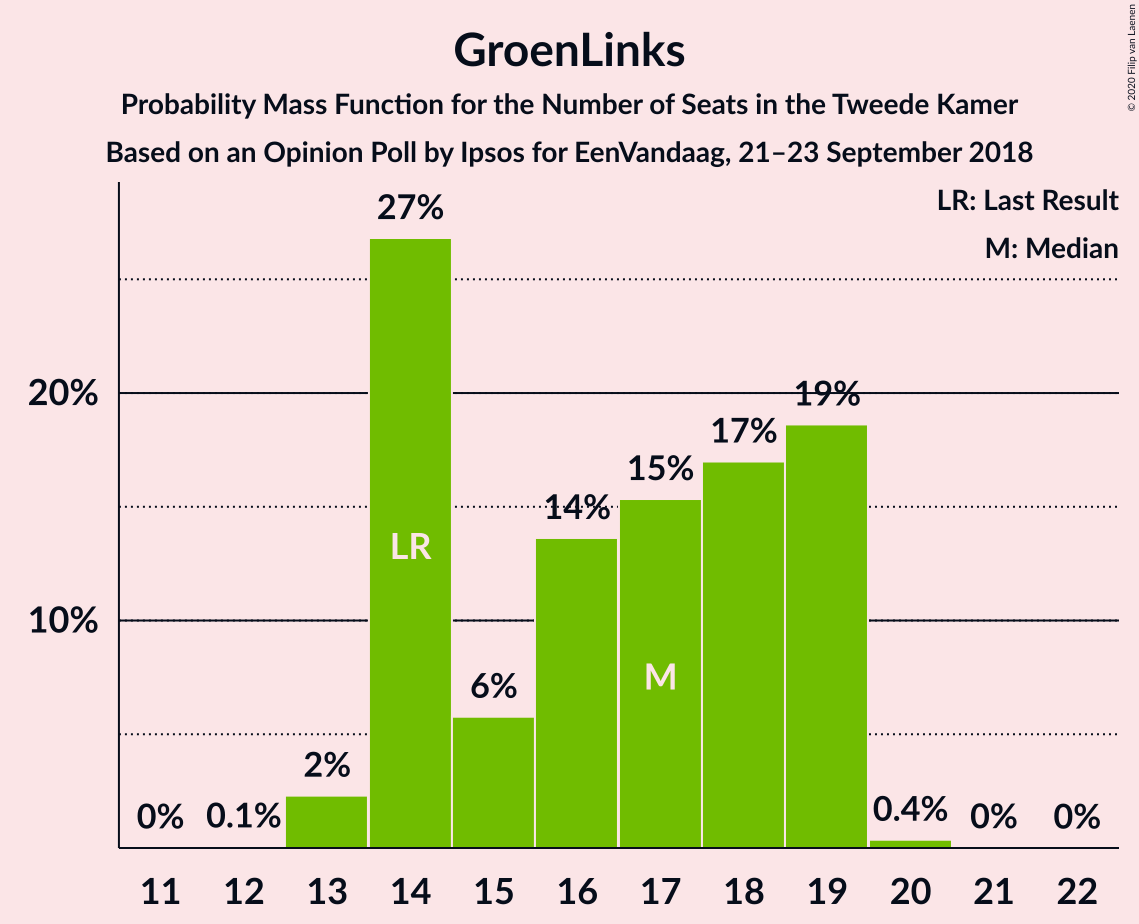 GroenLinks
Probability Mass Function for the Number of Seats in the Tweede Kamer
Based on an Opinion Poll by Ipsos for EenVandaag, 21–23 September 2018
© 2020 Filip van Laenen
LR: Last Result
M: Median
27%
20%
19%
17%
15%
14%
LR
10%
6%
M
2%
0%
0.1%
0.4%
0%
0%
11 12 13 14 15 16 17 18 19 20 21 22